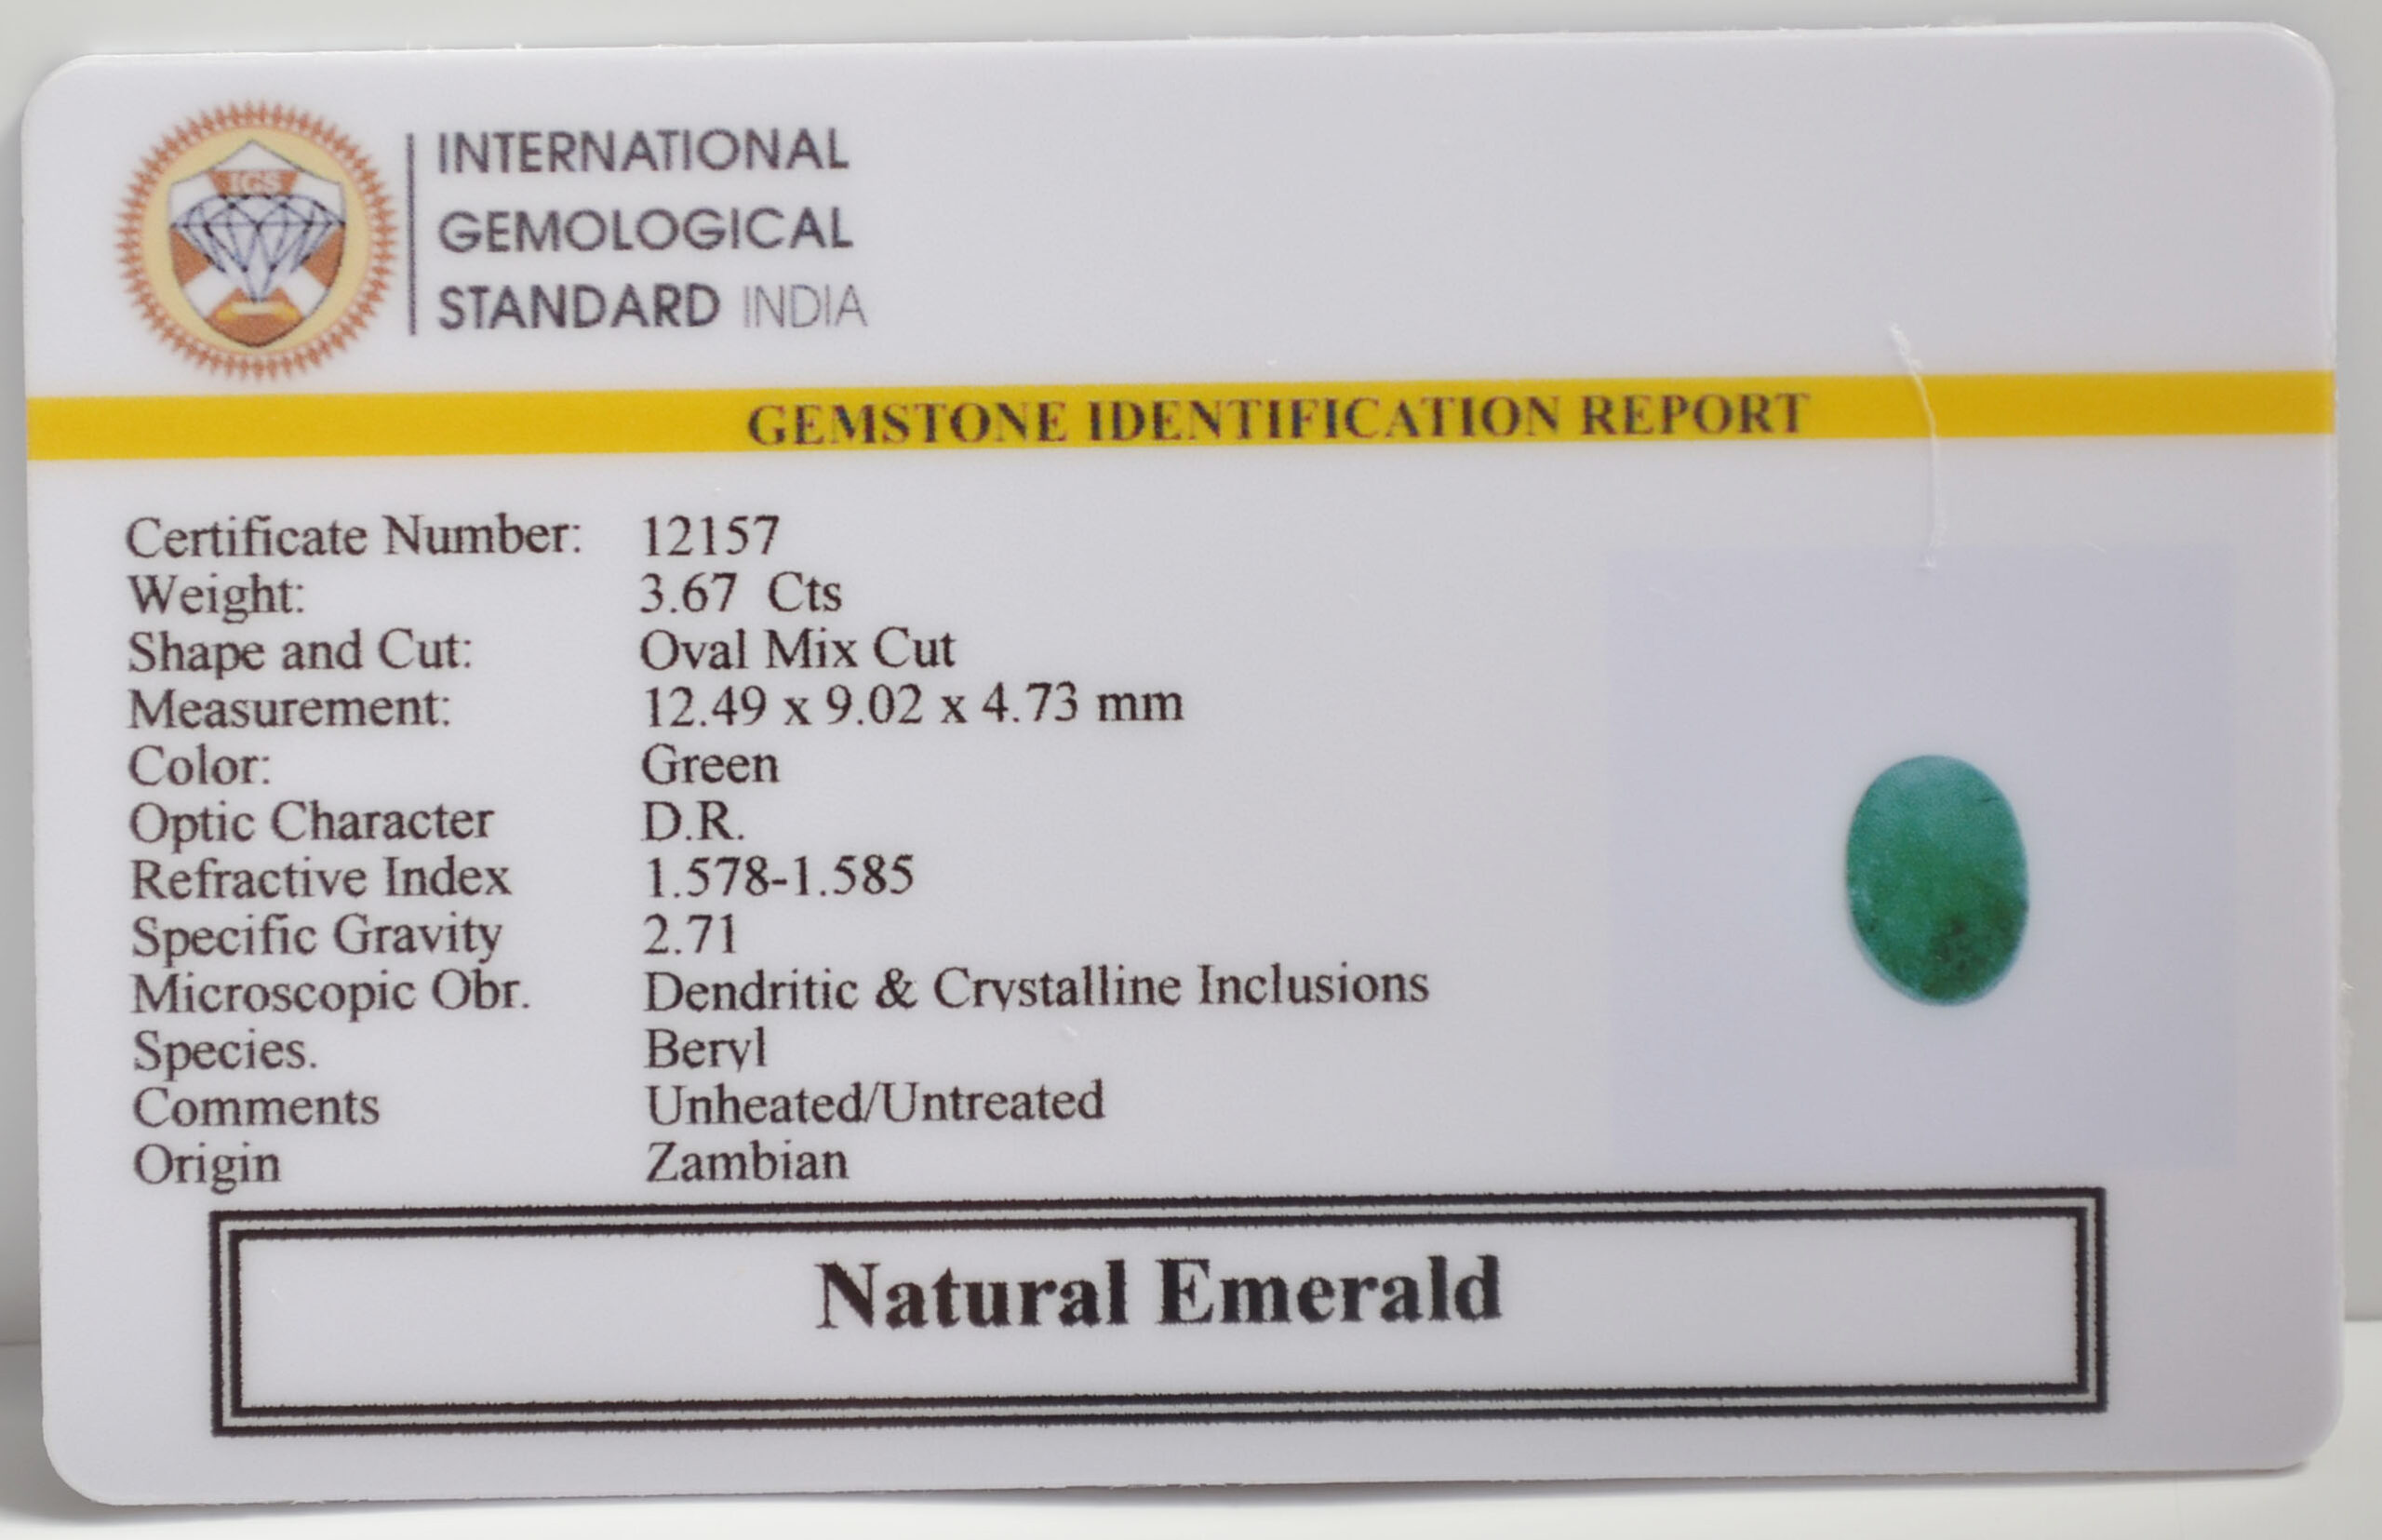 IGS
INTERNATIONAL
GEMOLOGICAL
STANDARD INDIA
GEMSTONE IDENTIFICATION REPORT
Certificate Number: 12157
Weight: 3.67 Cts
Shape and Cut: Oval Mix Cut
Measurement: 12.49 x 9.02 x 4.73 mm
Color: Green
Optic Character D.R.
Refractive Index 1.578-1.585
Specific Gravity 2.71
Microscopic Obr. Dendritic & Crystalline Inclusions
Species. Beryl
Comments Unheated/Untreated
Origin Zambian
Natural Emerald